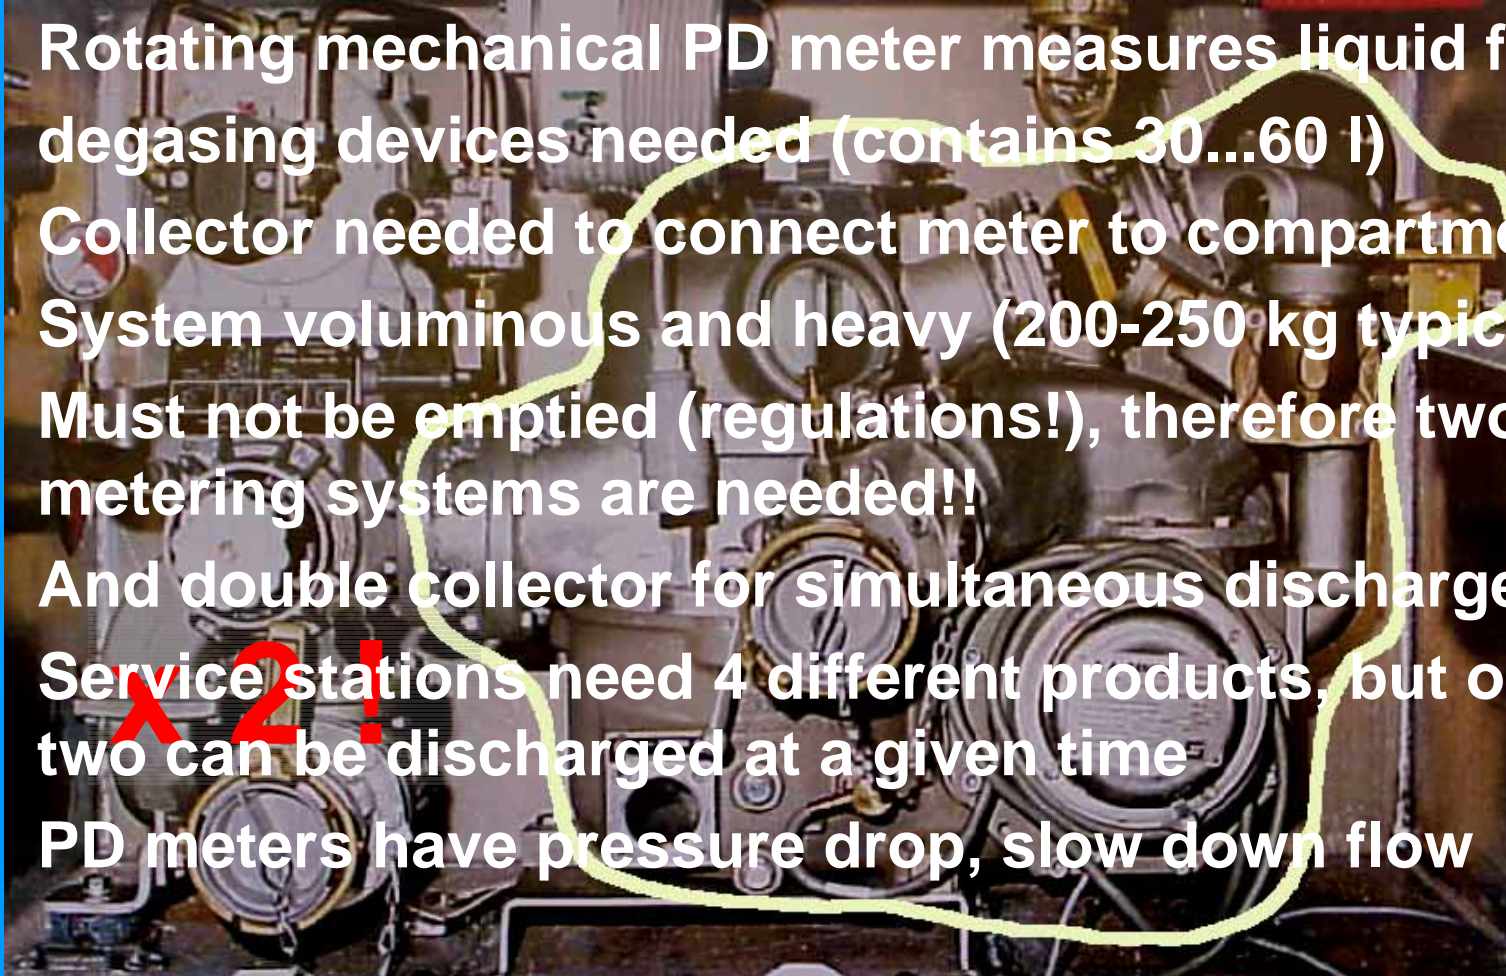 Rotating mechanical PD meter measures liquid f
degasing devices needed (contains 30...60 l)
Collector needed to connect meter to compartme
System voluminous and heavy (200-250 kg typic
Must not be emptied (regulations!), therefore two
metering systems are needed!!
And double collector for simultaneous discharge
x 2 !
Service stations need 4 different products, but o
two can be discharged at a given time
PD meters have pressure drop, slow down flow